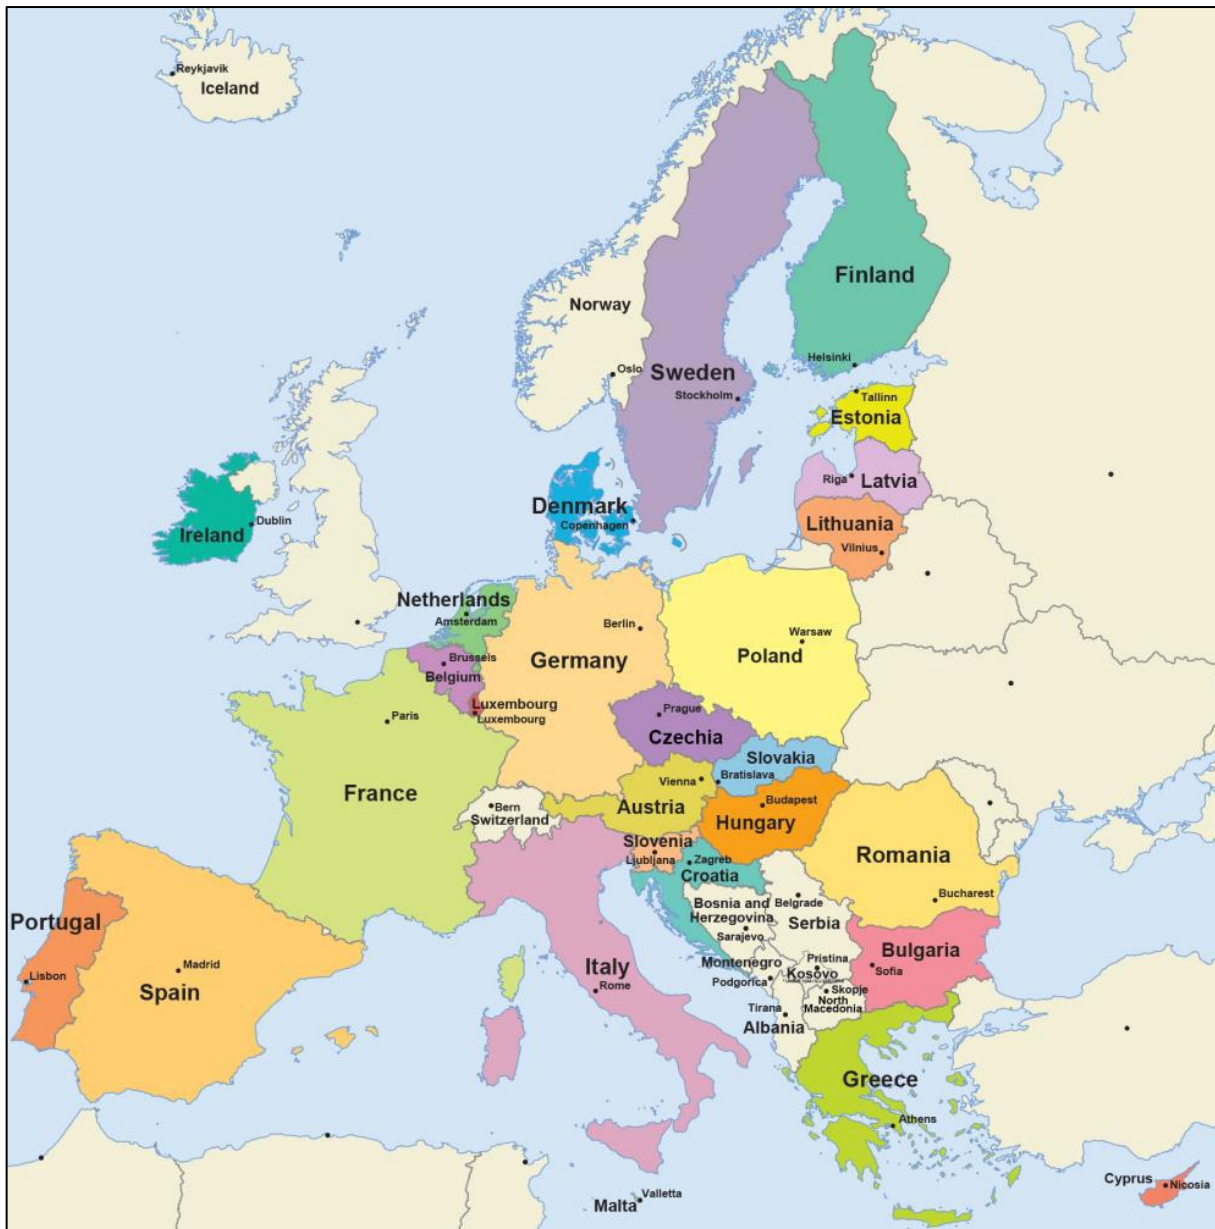 Reykjavík
Iceland
Finland
Norway
Helsinki
Oslo
Sweden
Stockholm
Tallinn
Estonia
Riga
Latvia
Denmark
Copenhagen
Dublin
Ireland
Lithuania
Vilnius
Netherlands
Amsterdam
Berlin
Warsaw
Germany
Poland
Brussels
Belgium
Luxembourg
Luxembourg
Paris
Prague
Czechia
Slovakia
Bratislava
Vienna
France
Austria
Bern
Switzerland
Budapest
Hungary
Slovenia
Ljubljana
Zagreb
Croatia
Romania
Bucharest
Bosnia and
Herzegovina
Sarajevo
Belgrade
Serbia
Portugal
Lisbon
Madrid
Spain
Italy
Rome
Montenegro
Podgorica
Pristina
Kosovo
Bulgaria
Sofia
Skopje
North
Macedonia
Tirana
Albania
Greece
Athens
Cyprus
Nicosia
Valletta
Malta